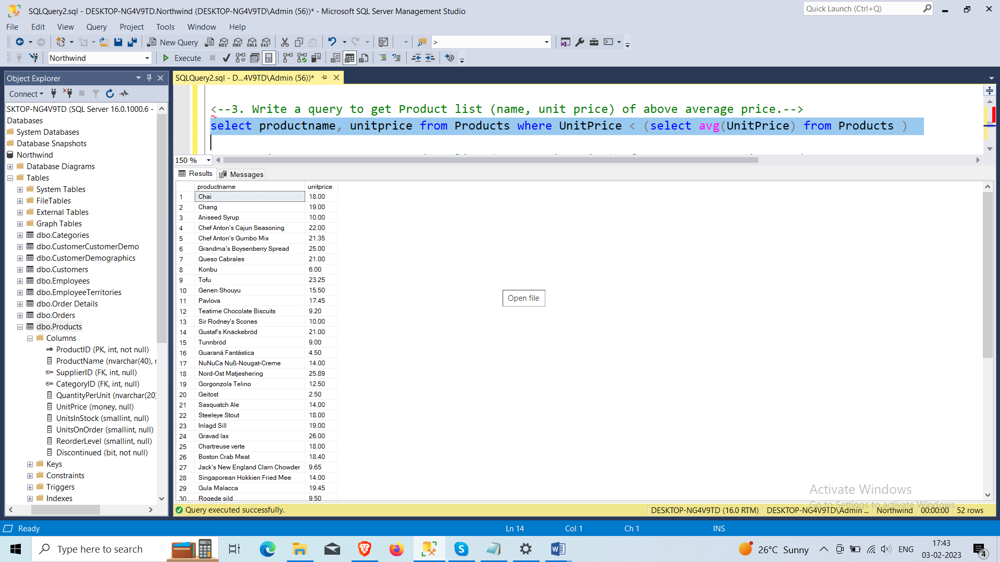 SQLQuery2.sql - DESKTOP-NG4V9TD.Northwind (DESKTOP-NG4V9TD\Admin (56))* - Microsoft SQL Server Management Studio
Quick Launch (Ctrl+Q)
File Edit View Query Project Tools Window Help
New Query MDX DMX XMLA DAX >
Northwind Execute
Object Explorer
SQLQuery2.sql - D...4V9TD\Admin (56))*
Connect
SKTOP-NG4V9TD (SQL Server 16.0.1000.6 -
Databases
System Databases
Database Snapshots
Northwind
Database Diagrams
Tables
System Tables
FileTables
External Tables
Graph Tables
dbo.Categories
dbo.CustomerCustomerDemo
dbo.CustomerDemographics
dbo.Customers
dbo.Employees
dbo.EmployeeTerritories
dbo.Order Details
dbo.Orders
dbo.Products
Columns
ProductID (PK, int, not null)
ProductName (nvarchar(40),
SupplierID (FK, int, null)
CategoryID (FK, int, null)
QuantityPerUnit (nvarchar(20)
UnitPrice (money, null)
UnitsInStock (smallint, null)
UnitsOnOrder (smallint, null)
ReorderLevel (smallint, null)
Discontinued (bit, not null)
Keys
Constraints
Triggers
Indexes
<--3. Write a query to get Product list (name, unit price) of above average price.-->
select productname, unitprice from Products where UnitPrice < (select avg(UnitPrice) from Products )
150 %
Results Messages
productname unitprice
1 Chai 18.00
2 Chang 19.00
3 Aniseed Syrup 10.00
4 Chef Anton's Cajun Seasoning 22.00
5 Chef Anton's Gumbo Mix 21.35
6 Grandma's Boysenberry Spread 25.00
7 Queso Cabrales 21.00
8 Konbu 6.00
9 Tofu 23.25
10 Genen Shouyu 15.50
11 Pavlova 17.45
12 Teatime Chocolate Biscuits 9.20
13 Sir Rodney's Scones 10.00
14 Gustaf's Knäckebröd 21.00
15 Tunnbröd 9.00
16 Guaraná Fantástica 4.50
17 NuNuCa Nuß-Nougat-Creme 14.00
18 Nord-Ost Matjeshering 25.89
19 Gorgonzola Telino 12.50
20 Geitost 2.50
21 Sasquatch Ale 14.00
22 Steeleye Stout 18.00
23 Inlagd Sill 19.00
24 Gravad lax 26.00
25 Chartreuse verte 18.00
26 Boston Crab Meat 18.40
27 Jack's New England Clam Chowder 9.65
28 Singaporean Hokkien Fried Mee 14.00
29 Gula Malacca 19.45
30 Rogede sild 9.50
Open file
Activate Windows
Go to Settings to activate Windows.
Query executed successfully.
DESKTOP-NG4V9TD (16.0 RTM) DESKTOP-NG4V9TD\Admin ... Northwind 00:00:00 52 rows
Ready Ln 14 Col 1 Ch 1 INS
Type here to search
26°C Sunny ENG
17:43
03-02-2023
4